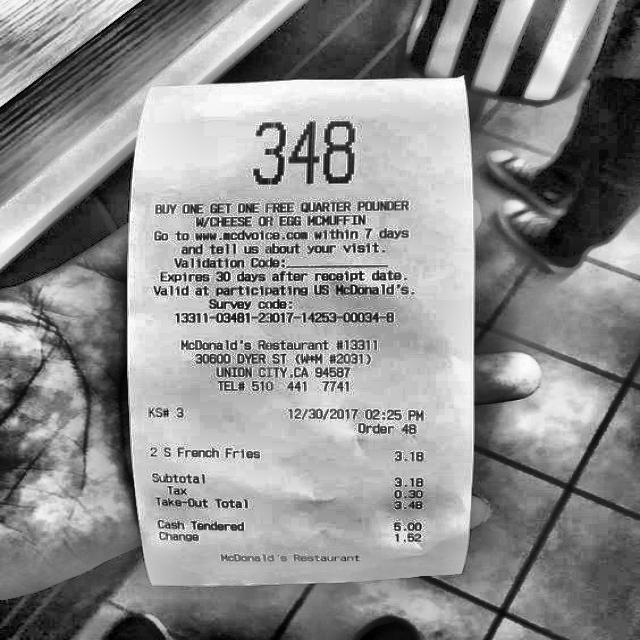 348
BUY ONE GET ONE FREE QUARTER POUNDER
W/CHEESE OR EGG MCMUFFIN
Go to www.mcdvoice.com within 7 days
and tell us about your visit.
Validation Code:____________
Expires 30 days after receipt date.
Valid at participating US McDonald's.
Survey code:
13311-03481-23017-14253-00034-8
McDonald's Restaurant #13311
30600 DYER ST (W*M #2031)
UNION CITY,CA 94587
TEL# 510 441 7741
KS# 3 12/30/2017 02:25 PM
Order 48
2 S French Fries 3.18
Subtotal 3.18
Tax 0.30
Take-Out Total 3.48
Cash Tendered 5.00
Change 1.52
McDonald's Restaurant